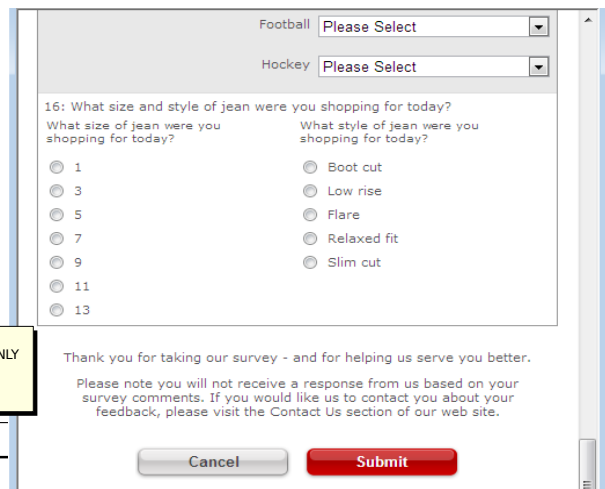 Football Please Select
Hockey Please Select
16: What size and style of jean were you shopping for today?
What size of jean were you
shopping for today?
1
3
5
7
9
11
13
What style of jean were you
shopping for today?
Boot cut
Low rise
Flare
Relaxed fit
Slim cut
NLY
Thank you for taking our survey - and for helping us serve you better.
Please note you will not receive a response from us based on your
survey comments. If you would like us to contact you about your
feedback, please visit the Contact Us section of our web site.
Cancel Submit